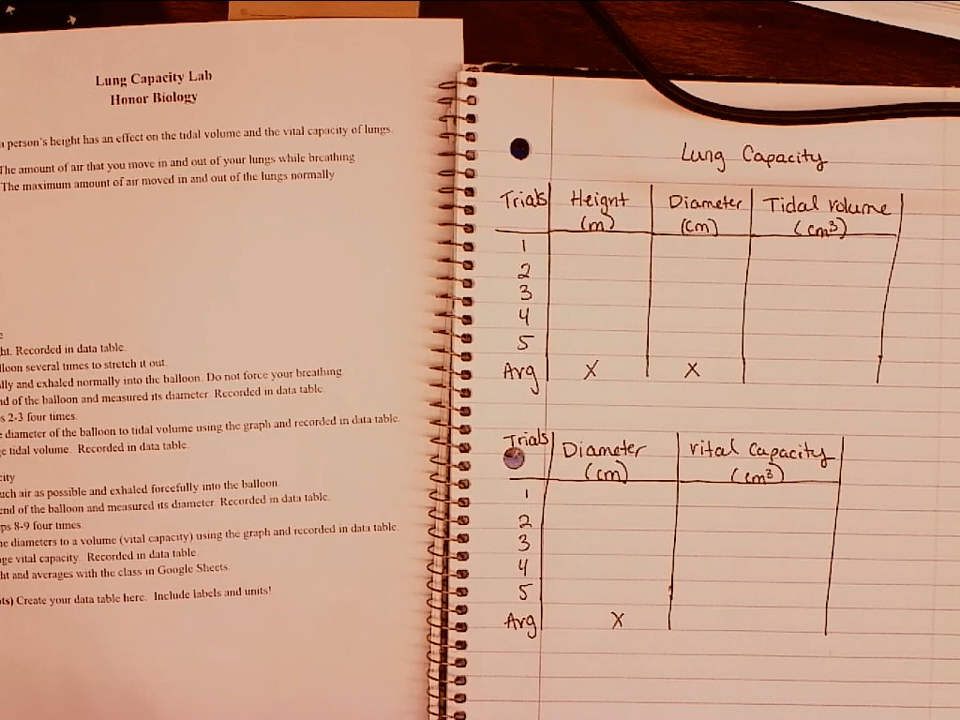 Lung Capacity Lab
Honor Biology
a person's height has an effect on the tidal volume and the vital capacity of lungs.
The amount of air that you move in and out of your lungs while breathing
The maximum amount of air moved in and out of the lungs normally
ht. Recorded in data table.
lloon several times to stretch it out.
lly and exhaled normally into the balloon. Do not force your breathing
nd of the balloon and measured its diameter. Recorded in data table.
s 2-3 four times.
e diameter of the balloon to tidal volume using the graph and recorded in data table.
ge tidal volume. Recorded in data table.
city
uch air as possible and exhaled forcefully into the balloon.
end of the balloon and measured its diameter. Recorded in data table.
ps 8-9 four times.
he diameters to a volume (vital capacity) using the graph and recorded in data table.
age vital capacity. Recorded in data table.
ht and averages with the class in Google Sheets.
nts) Create your data table here. Include labels and units!
Lung Capacity
Trials Height Diameter Tidal volume
(m) (cm) (cm³)
1
2
3
4
5
Avg X X
Trials Diameter vital Capacity
(cm) (cm³)
1
2
3
4
5
Avg X